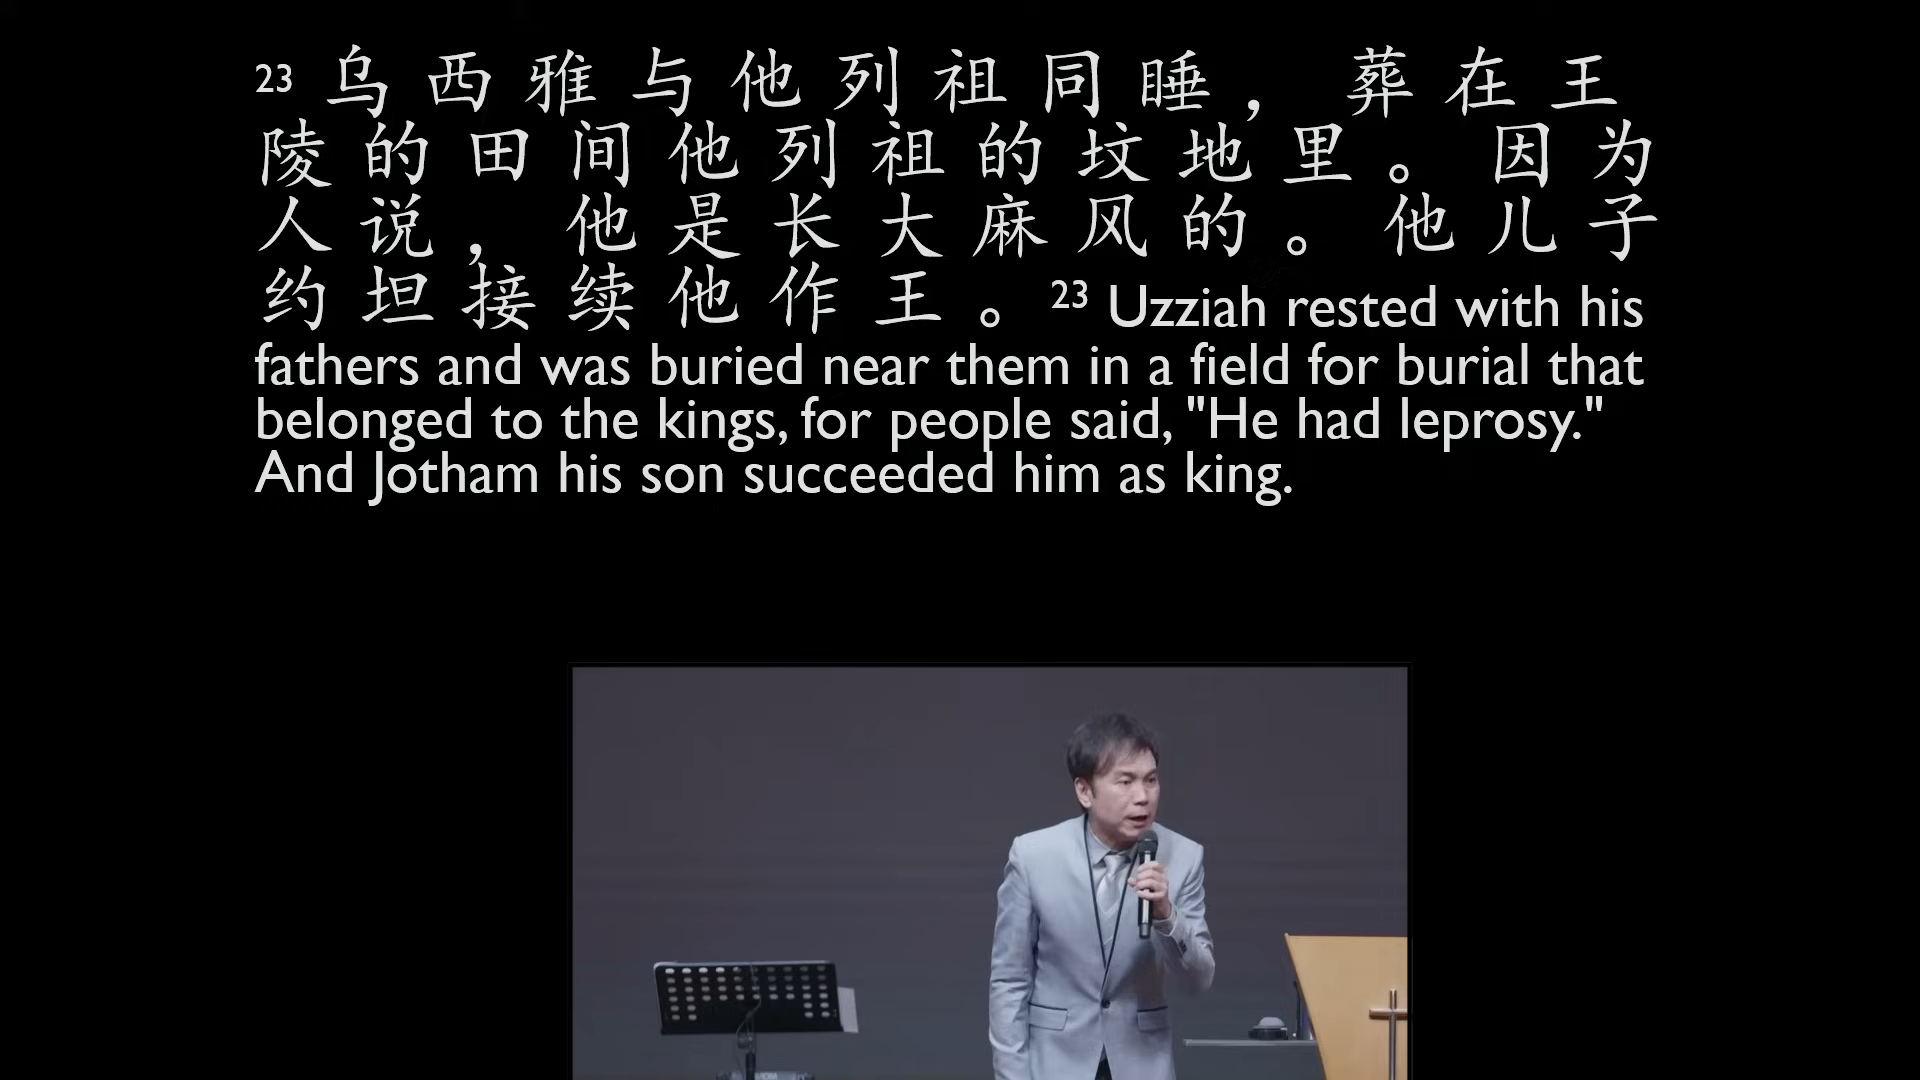 23 乌西雅与他列祖同睡，葬在王
陵的田间他列祖的坟地里。因为
人说，他是长大麻风的。他儿子
约坦接续他作王。23 Uzziah rested with his
fathers and was buried near them in a field for burial that
belonged to the kings, for people said, "He had leprosy."
And Jotham his son succeeded him as king.